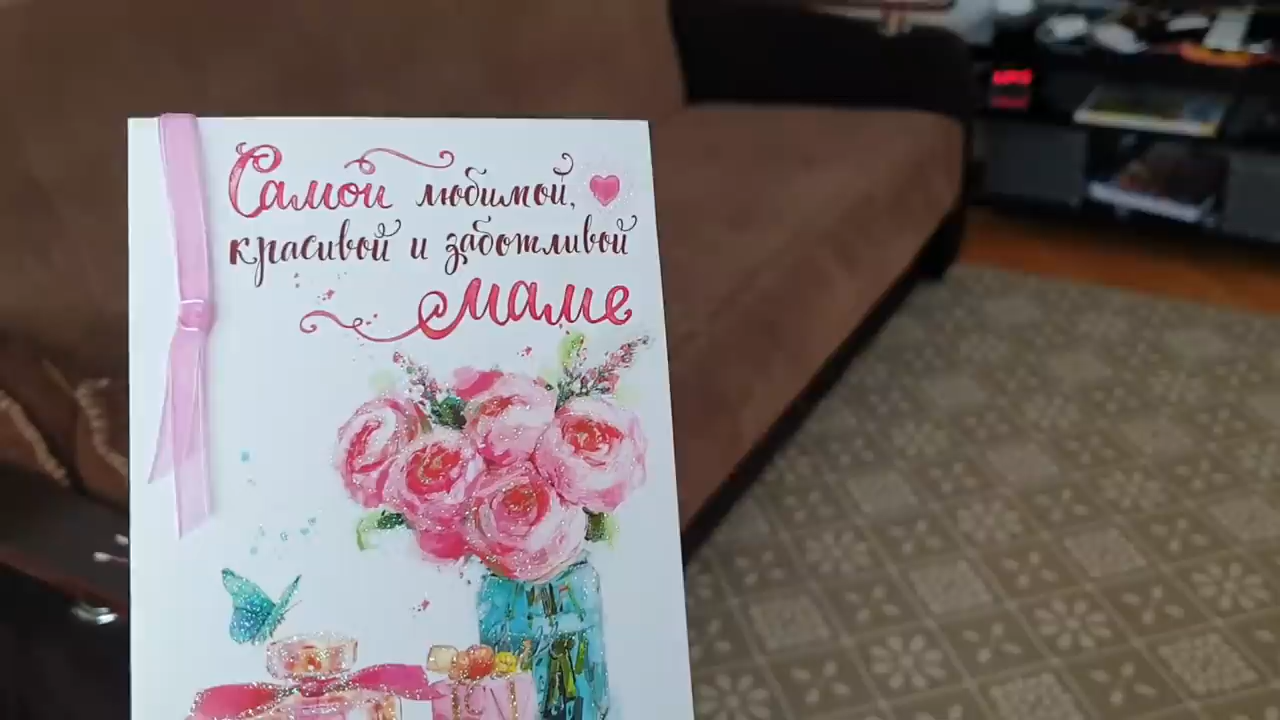 Самой любимой,
красивой и заботливой
маме